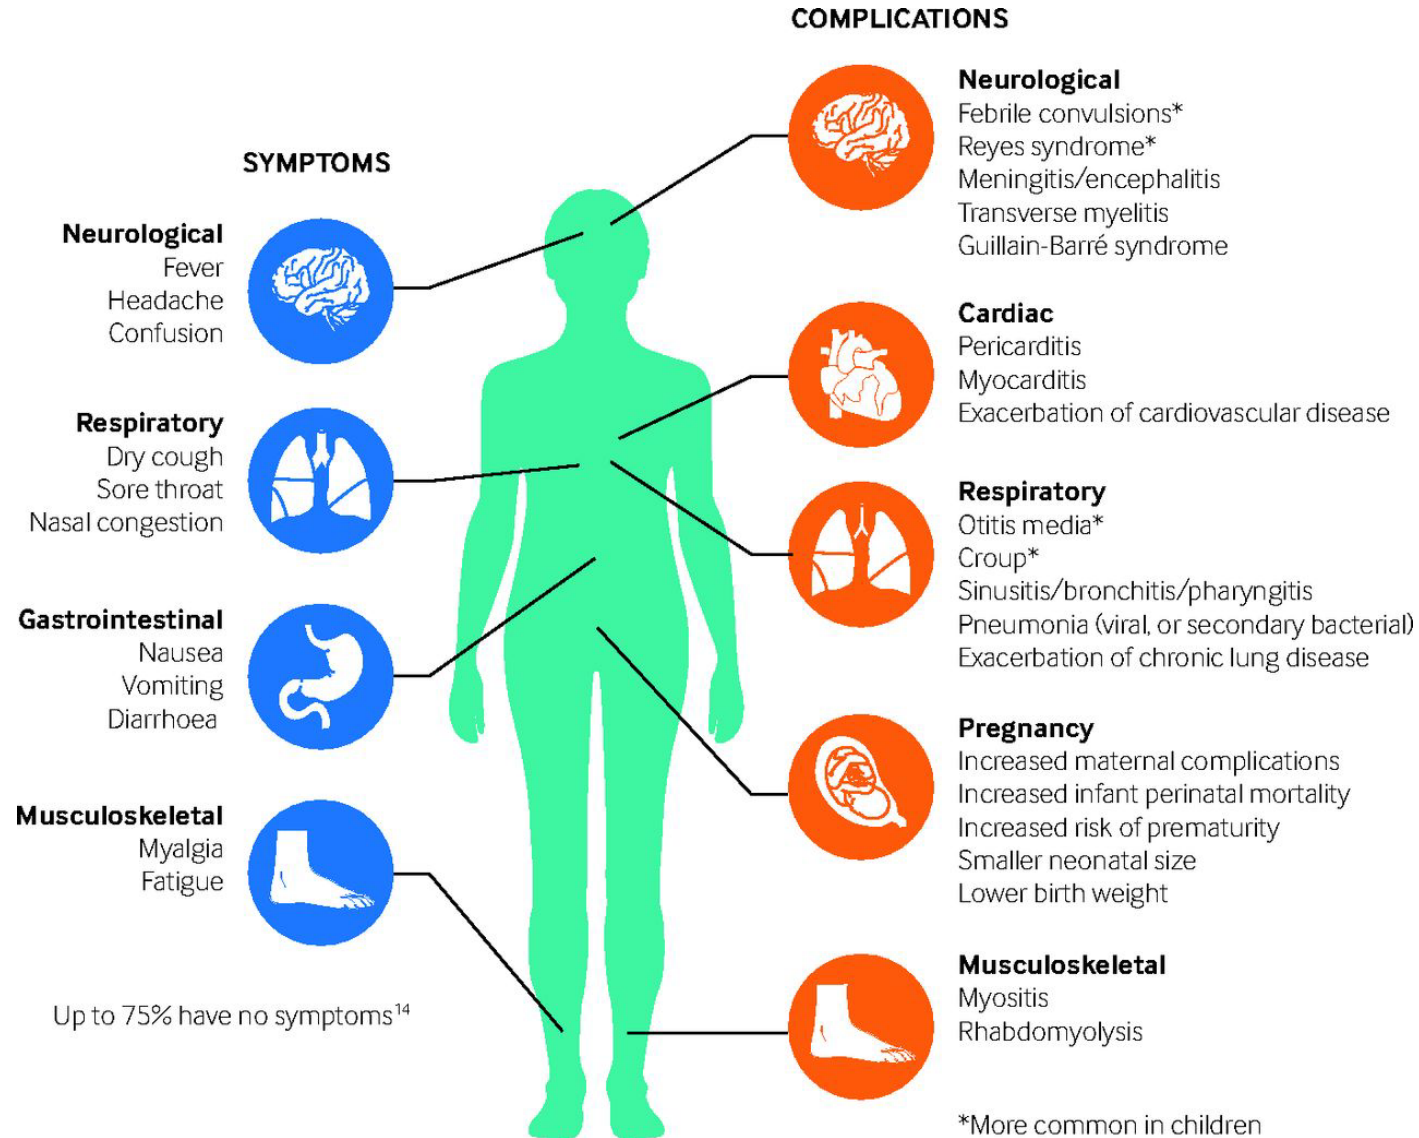 SYMPTOMS
Neurological
Fever
Headache
Confusion
Respiratory
Dry cough
Sore throat
Nasal congestion
Gastrointestinal
Nausea
Vomiting
Diarrhoea
Musculoskeletal
Myalgia
Fatigue
Up to 75% have no symptoms¹⁴
COMPLICATIONS
Neurological
Febrile convulsions*
Reyes syndrome*
Meningitis/encephalitis
Transverse myelitis
Guillain-Barré syndrome
Cardiac
Pericarditis
Myocarditis
Exacerbation of cardiovascular disease
Respiratory
Otitis media*
Croup*
Sinusitis/bronchitis/pharyngitis
Pneumonia (viral, or secondary bacterial)
Exacerbation of chronic lung disease
Pregnancy
Increased maternal complications
Increased infant perinatal mortality
Increased risk of prematurity
Smaller neonatal size
Lower birth weight
Musculoskeletal
Myositis
Rhabdomyolysis
*More common in children